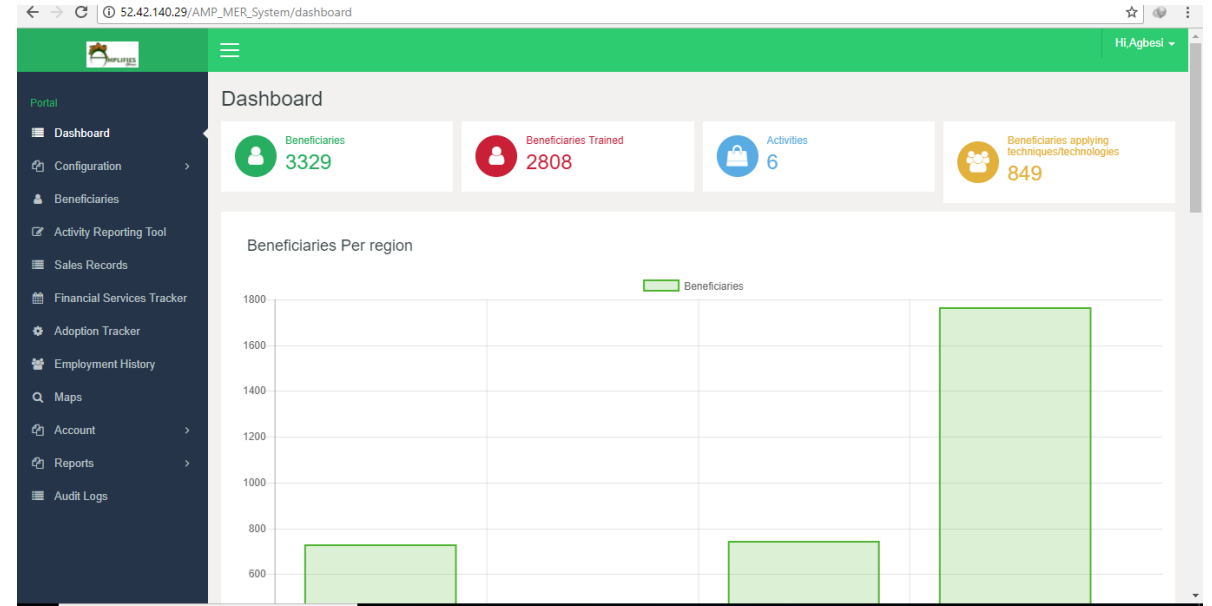 52.42.140.29/AMP_MER_System/dashboard
AMPLIFIES
Hi,Agbesi
Portal
Dashboard
Configuration
Beneficiaries
Activity Reporting Tool
Sales Records
Financial Services Tracker
Adoption Tracker
Employment History
Maps
Account
Reports
Audit Logs
Dashboard
Beneficiaries
3329
Beneficiaries Trained
2808
Activities
6
Beneficiaries applying
techniques/technologies
849
Beneficiaries Per region
Beneficiaries
1800
1600
1400
1200
1000
800
600